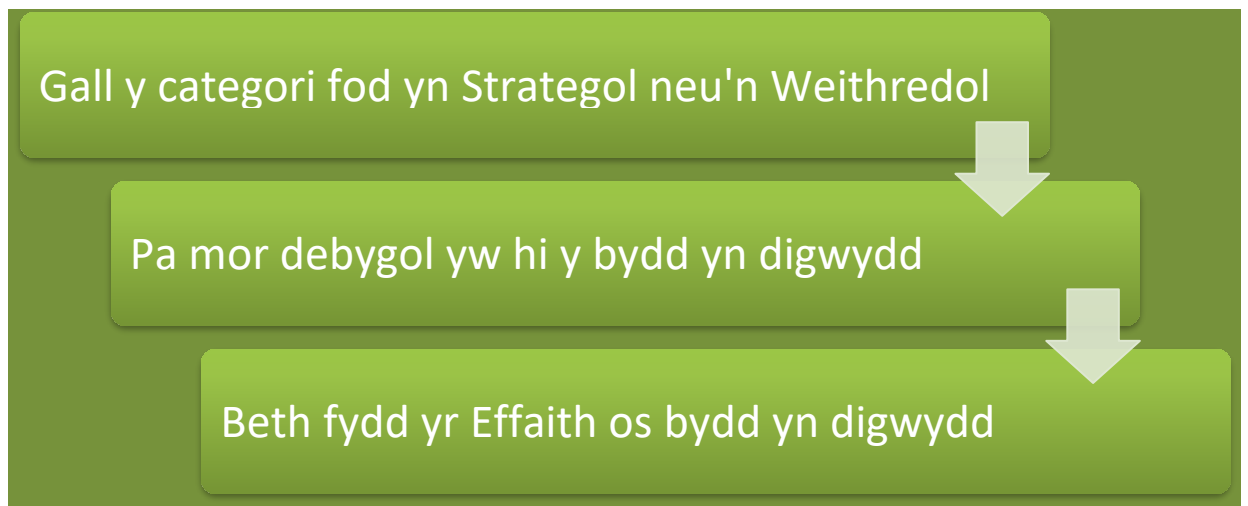 Gall y categori fod yn Strategol neu'n Weithredol
Pa mor debygol yw hi y bydd yn digwydd
Beth fydd yr Effaith os bydd yn digwydd